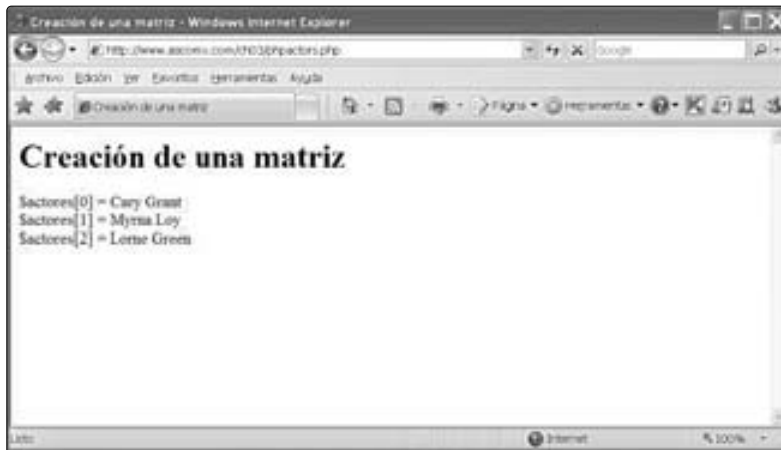 Creación de una matriz - Windows Internet Explorer
Google
Archivo Edición Ver Favoritos Herramientas Ayuda
Creación de una matriz
Página Herramientas
Creación de una matriz
$actores[0] = Cary Grant
$actores[1] = Myrna Loy
$actores[2] = Lorne Green
Listo
Internet
100%